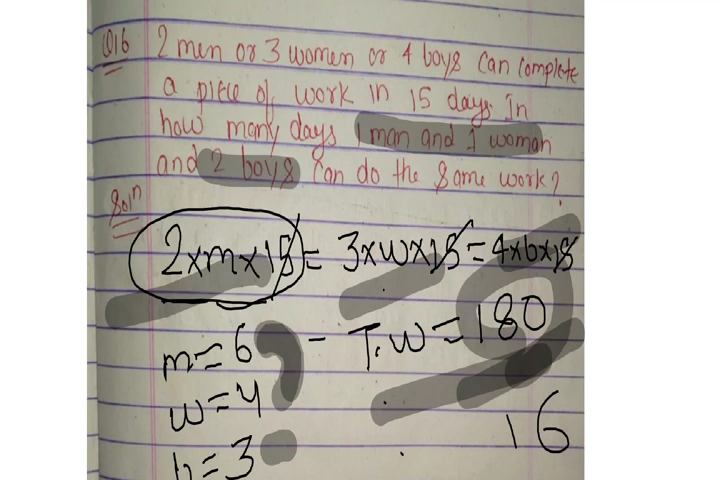 Q16 2 men or 3 women or 4 boys can complete
a piece of work in 15 days. In
how many days 1 man and 1 woman
and 2 boys can do the same work?
Solⁿ
2×m×15 = 3×w×15 = 4×b×15
m = 6 - T.W = 180
w = 4
b = 3
16